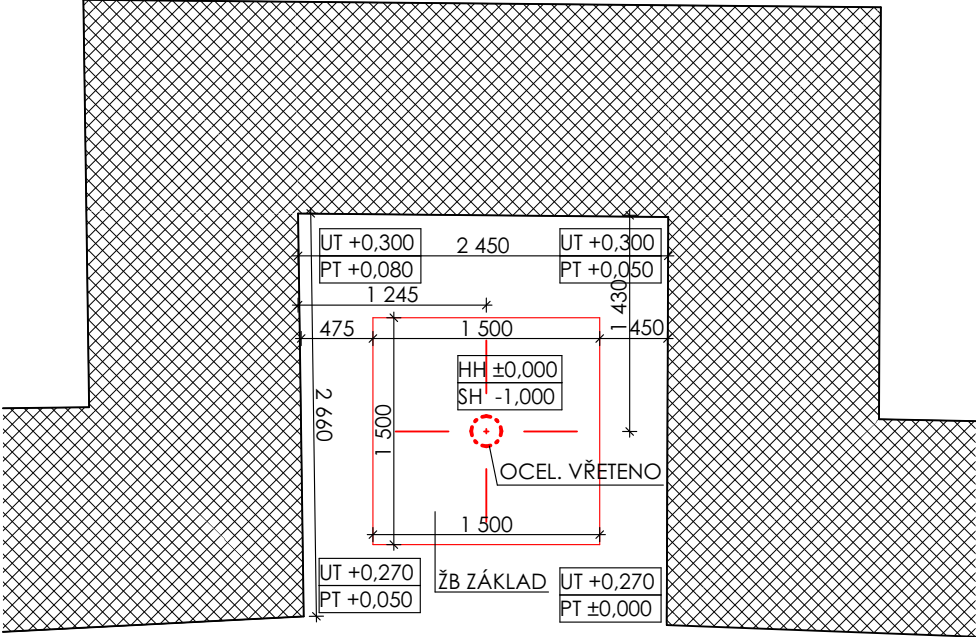 UT +0,300
PT +0,080
2 450
UT +0,300
PT +0,050
1 245
1 430
475
1 500
450
HH ±0,000
SH -1,000
2 660
1 500
OCEL. VŘETENO
1 500
UT +0,270
PT +0,050
ŽB ZÁKLAD
UT +0,270
PT ±0,000